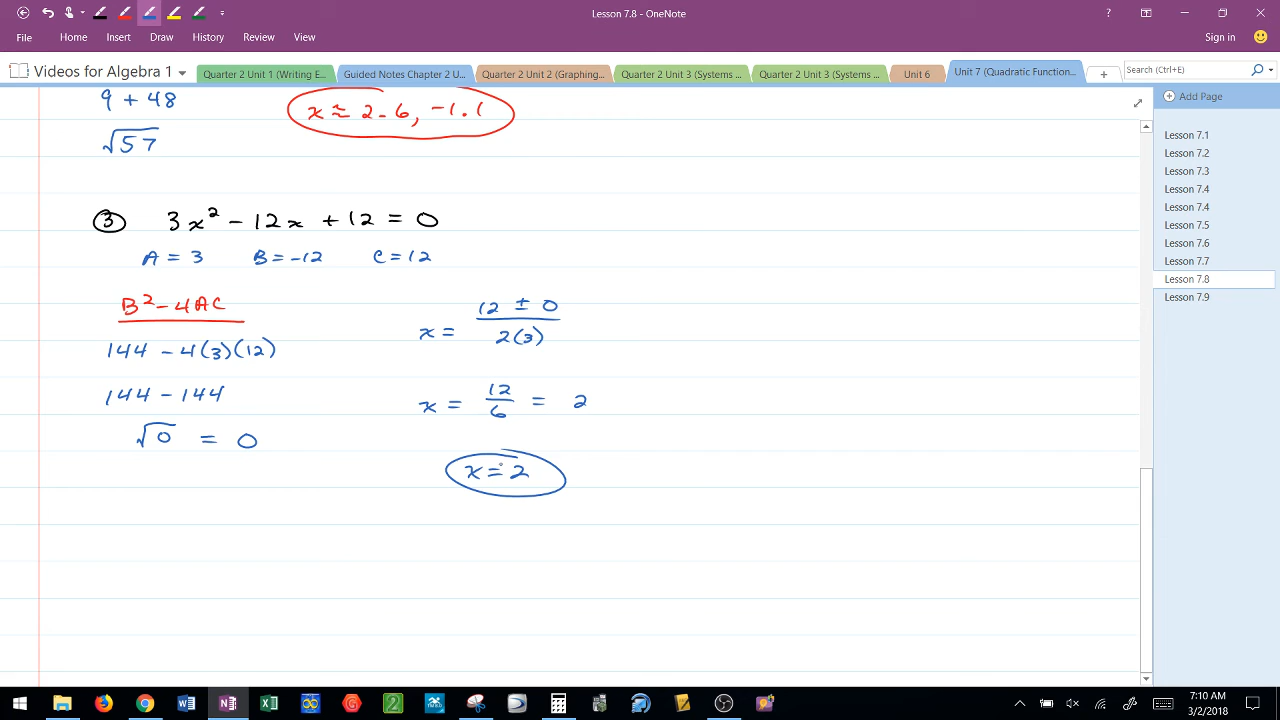 Lesson 7.8 - OneNote
File Home Insert Draw History Review View Sign in
Videos for Algebra 1
Quarter 2 Unit 1 (Writing E... Guided Notes Chapter 2 U... Quarter 2 Unit 2 (Graphing... Quarter 2 Unit 3 (Systems ... Quarter 2 Unit 3 (Systems ... Unit 6 Unit 7 (Quadratic Function... Search (Ctrl+E)
Add Page
Lesson 7.1
Lesson 7.2
Lesson 7.3
Lesson 7.4
Lesson 7.4
Lesson 7.5
Lesson 7.6
Lesson 7.7
Lesson 7.8
Lesson 7.9
9 + 48
√57
x ≈ 2.6, -1.1
③ 3x² - 12x + 12 = 0
A = 3 B = -12 C = 12
B² - 4AC
144 - 4(3)(12)
144 - 144
√0 = 0
x = 12 ± 0 / 2(3)
x = 12/6 = 2
x = 2
7:10 AM
3/2/2018